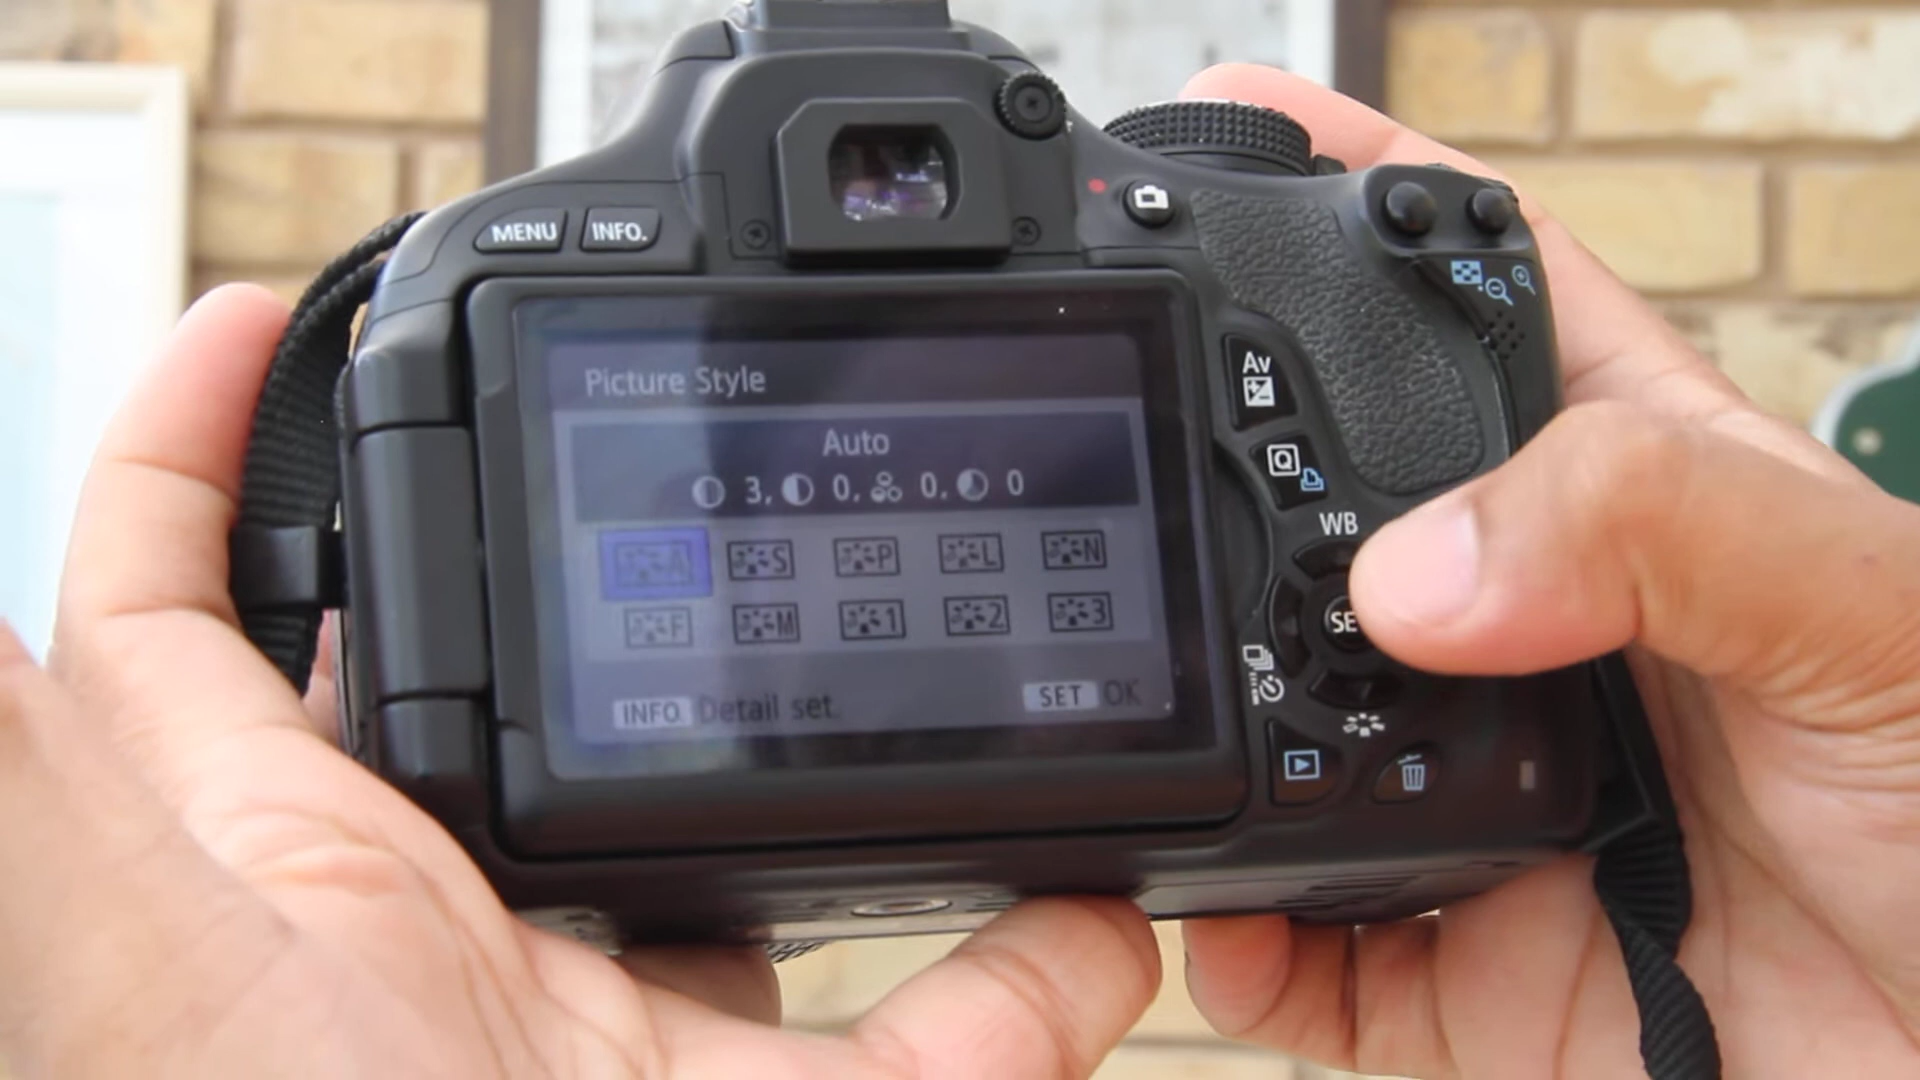 MENU INFO.
Picture Style
Auto
3, 0, 0, 0
A S P L N
F M 1 2 3
INFO. Detail set. SET OK
Av
Q
WB
SE